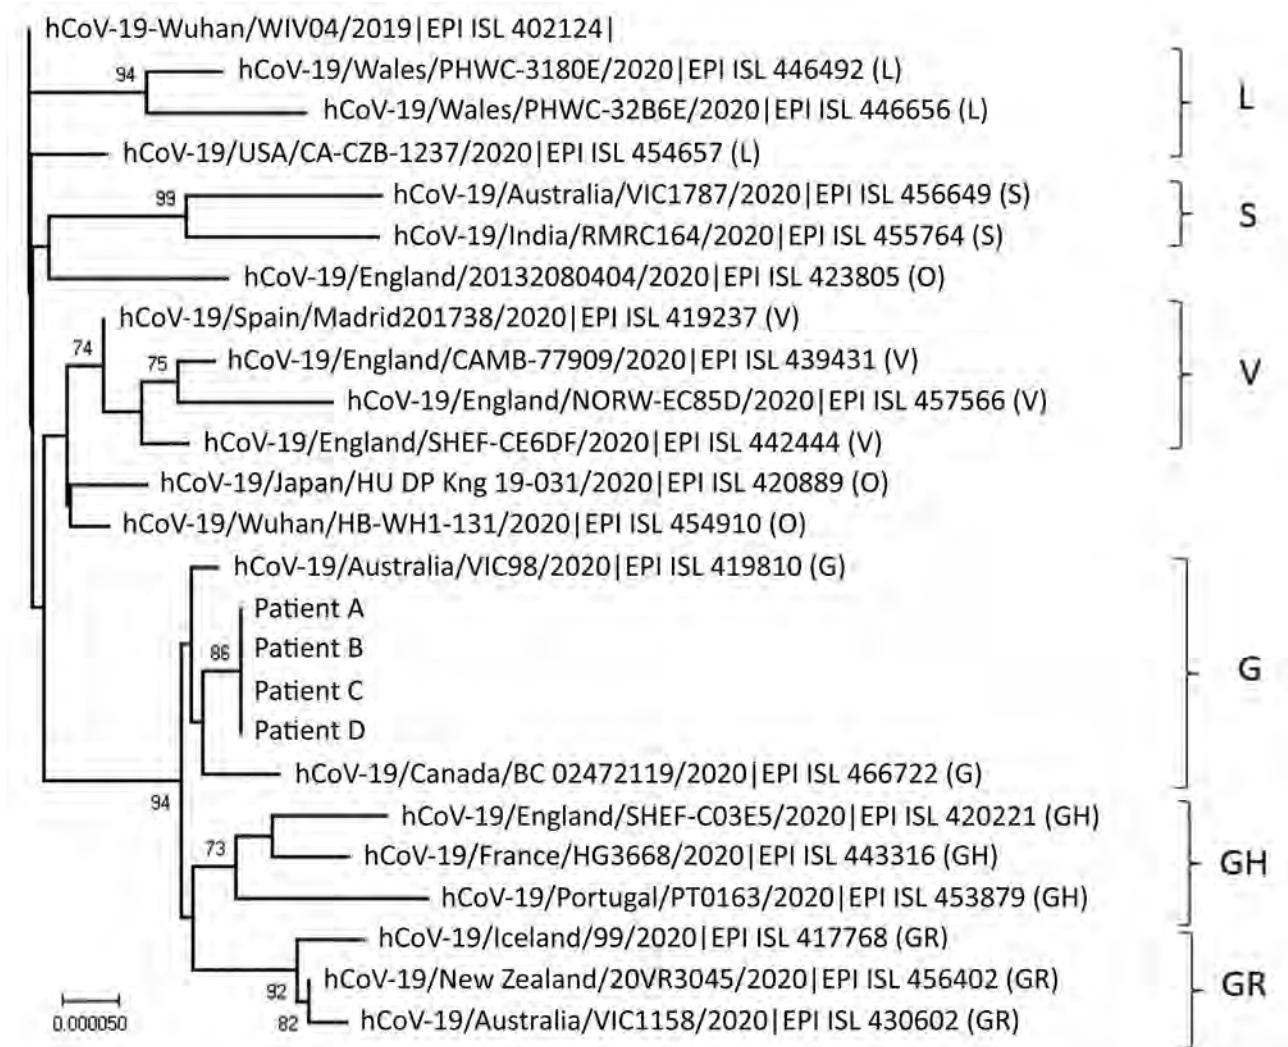 hCoV-19-Wuhan/WIV04/2019|EPI ISL 402124|
94
hCoV-19/Wales/PHWC-3180E/2020|EPI ISL 446492 (L)
hCoV-19/Wales/PHWC-32B6E/2020|EPI ISL 446656 (L)
L
hCoV-19/USA/CA-CZB-1237/2020|EPI ISL 454657 (L)
99
hCoV-19/Australia/VIC1787/2020|EPI ISL 456649 (S)
S
hCoV-19/India/RMRC164/2020|EPI ISL 455764 (S)
hCoV-19/England/20132080404/2020|EPI ISL 423805 (O)
hCoV-19/Spain/Madrid201738/2020|EPI ISL 419237 (V)
74
75
hCoV-19/England/CAMB-77909/2020|EPI ISL 439431 (V)
V
hCoV-19/England/NORW-EC85D/2020|EPI ISL 457566 (V)
hCoV-19/England/SHEF-CE6DF/2020|EPI ISL 442444 (V)
hCoV-19/Japan/HU DP Kng 19-031/2020|EPI ISL 420889 (O)
hCoV-19/Wuhan/HB-WH1-131/2020|EPI ISL 454910 (O)
hCoV-19/Australia/VIC98/2020|EPI ISL 419810 (G)
Patient A
86
Patient B
G
Patient C
Patient D
hCoV-19/Canada/BC 02472119/2020|EPI ISL 466722 (G)
94
hCoV-19/England/SHEF-C03E5/2020|EPI ISL 420221 (GH)
73
hCoV-19/France/HG3668/2020|EPI ISL 443316 (GH)
GH
hCoV-19/Portugal/PT0163/2020|EPI ISL 453879 (GH)
hCoV-19/Iceland/99/2020|EPI ISL 417768 (GR)
92
hCoV-19/New Zealand/20VR3045/2020|EPI ISL 456402 (GR)
GR
82
hCoV-19/Australia/VIC1158/2020|EPI ISL 430602 (GR)
0.000050